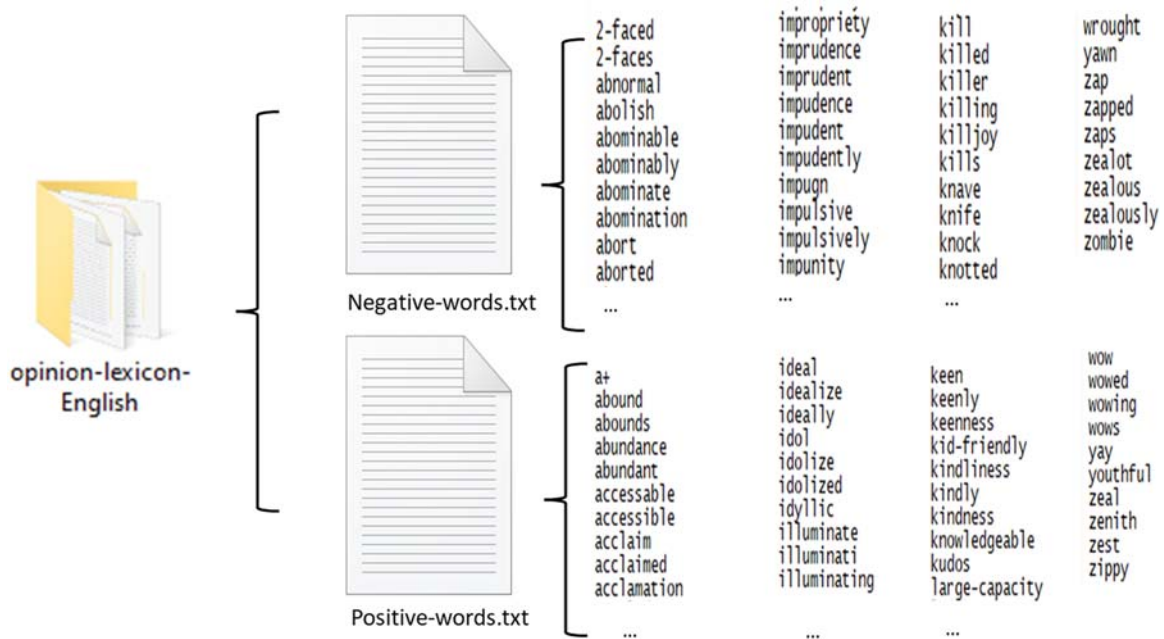 opinion-lexicon-
English
Negative-words.txt
2-faced
2-faces
abnormal
abolish
abominable
abominably
abominate
abomination
abort
aborted
...
impropriety
imprudence
imprudent
impudence
impudent
impudently
impugn
impulsive
impulsively
impunity
...
kill
killed
killer
killing
killjoy
kills
knave
knife
knock
knotted
...
wrought
yawn
zap
zapped
zaps
zealot
zealous
zealously
zombie
Positive-words.txt
a+
abound
abounds
abundance
abundant
accessable
accessible
acclaim
acclaimed
acclamation
...
ideal
idealize
ideally
idol
idolize
idolized
idyllic
illuminate
illuminati
illuminating
...
keen
keenly
keenness
kid-friendly
kindliness
kindly
kindness
knowledgeable
kudos
large-capacity
...
wow
wowed
wowing
wows
yay
youthful
zeal
zenith
zest
zippy